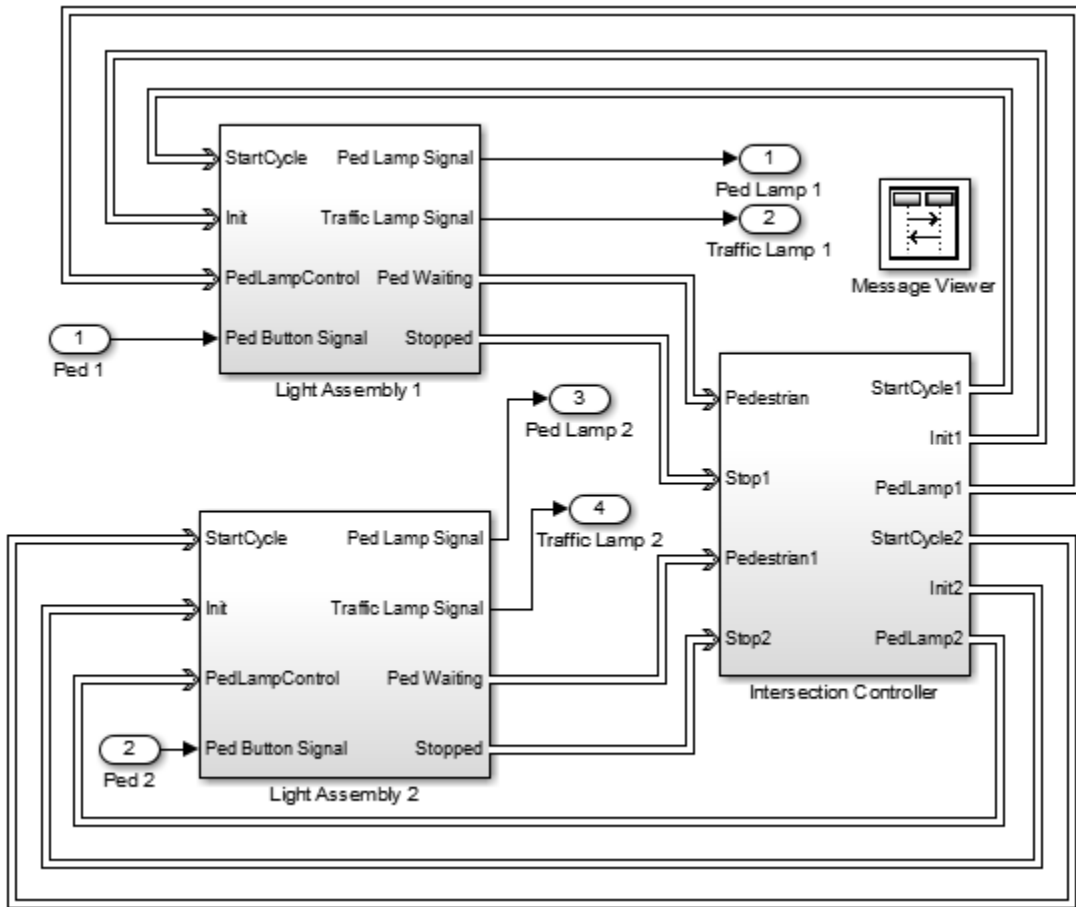 StartCycle
Ped Lamp Signal
1
Ped Lamp 1
Init
Traffic Lamp Signal
2
Traffic Lamp 1
Message Viewer
PedLampControl
Ped Waiting
1
Ped 1
Ped Button Signal
Stopped
Light Assembly 1
3
Ped Lamp 2
Pedestrian
StartCycle1
Init1
Stop1
PedLamp1
4
Traffic Lamp 2
StartCycle2
Pedestrian1
Init2
Stop2
PedLamp2
Intersection Controller
StartCycle
Ped Lamp Signal
Init
Traffic Lamp Signal
PedLampControl
Ped Waiting
2
Ped 2
Ped Button Signal
Stopped
Light Assembly 2